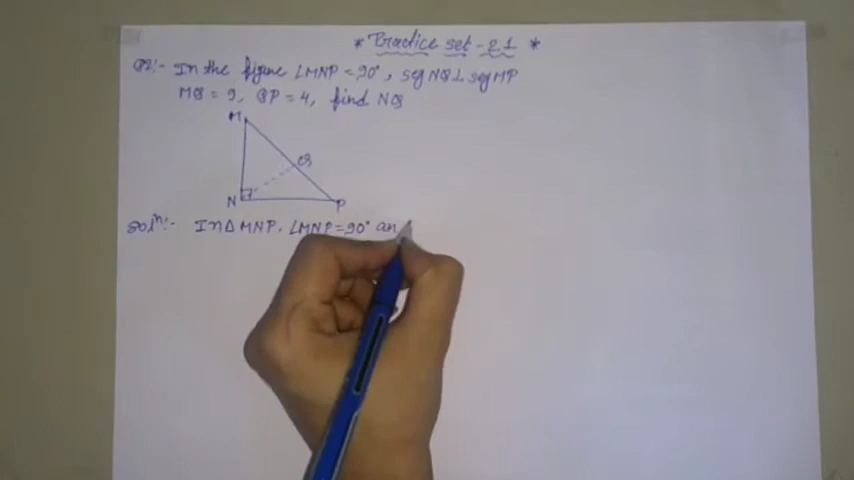 * Practice set - 2.1 *
Q2:- In the figure ∠MNP = 90°, seg NQ ⊥ seg MP
MQ = 9, QP = 4, find NQ
M
Q
N
P
Solⁿ:- In Δ MNP. ∠MNP = 90° an